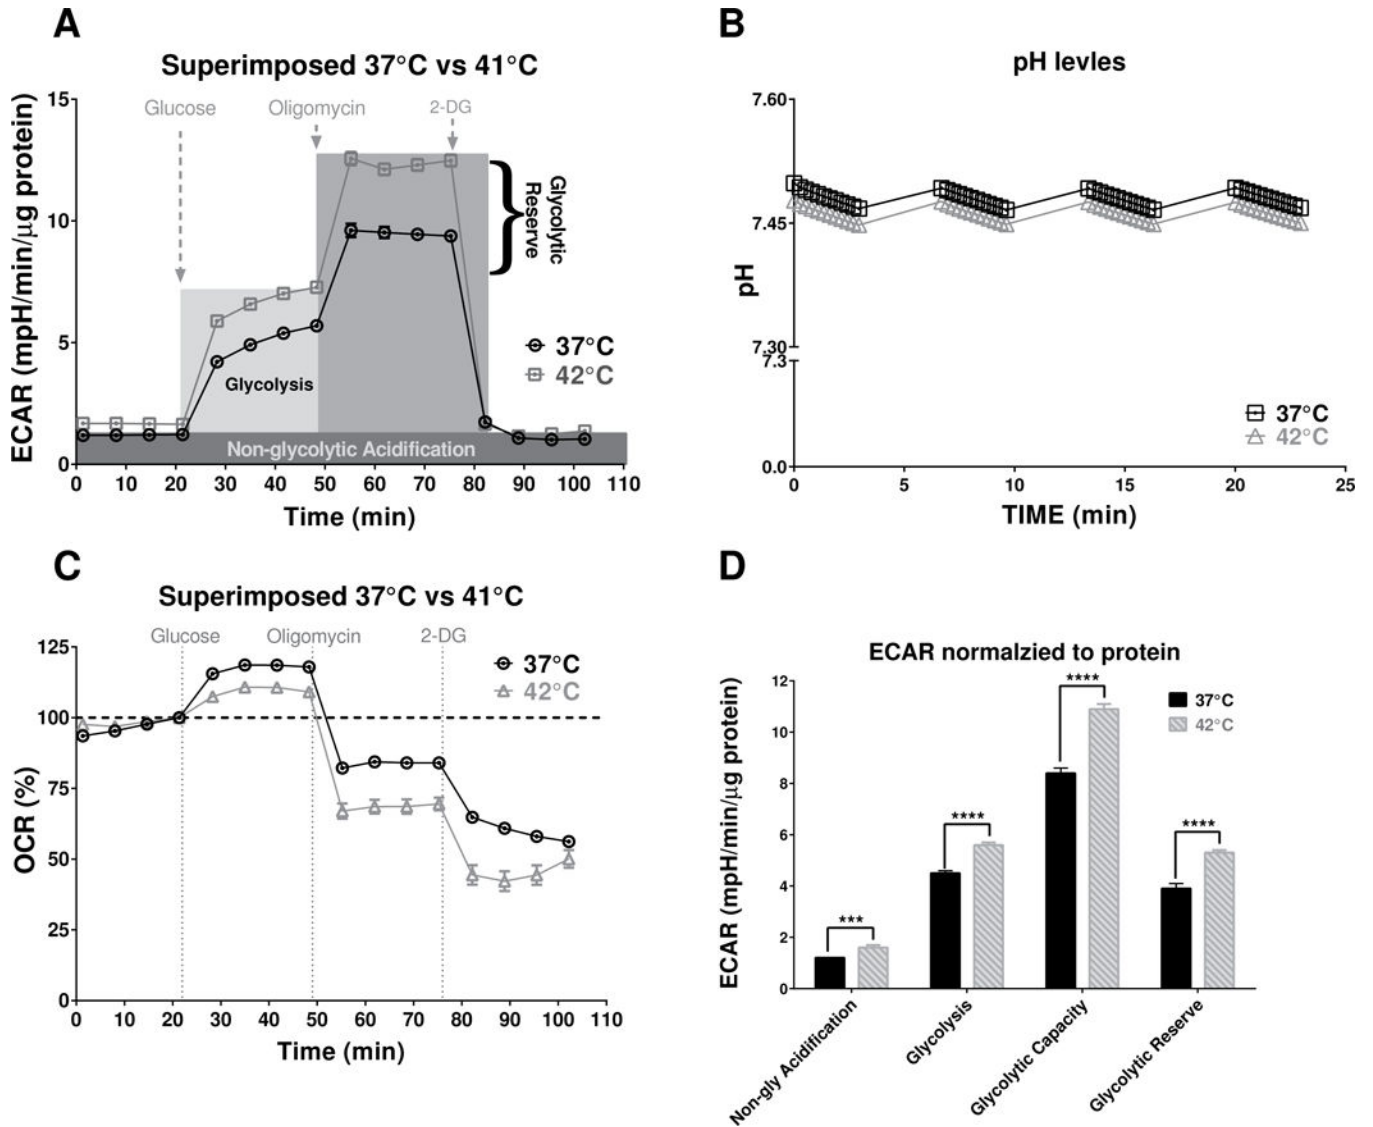 A
Superimposed 37°C vs 41°C
Glucose
Oligomycin
2-DG
15
10
5
0
ECAR (mpH/min/μg protein)
Glycolytic
Reserve
37°C
42°C
Glycolysis
Non-glycolytic Acidification
0 10 20 30 40 50 60 70 80 90 100 110
Time (min)
B
pH levles
7.60
7.45
7.30
7.3
0.0
pH
37°C
42°C
0 5 10 15 20 25
TIME (min)
C
Superimposed 37°C vs 41°C
Glucose
Oligomycin
2-DG
125
100
75
50
25
0
OCR (%)
37°C
42°C
0 10 20 30 40 50 60 70 80 90 100 110
Time (min)
D
ECAR normalzied to protein
12
10
8
6
4
2
0
ECAR (mpH/min/μg protein)
37°C
42°C
***
****
****
****
Non-gly Acidification
Glycolysis
Glycolytic Capacity
Glycolytic Reserve